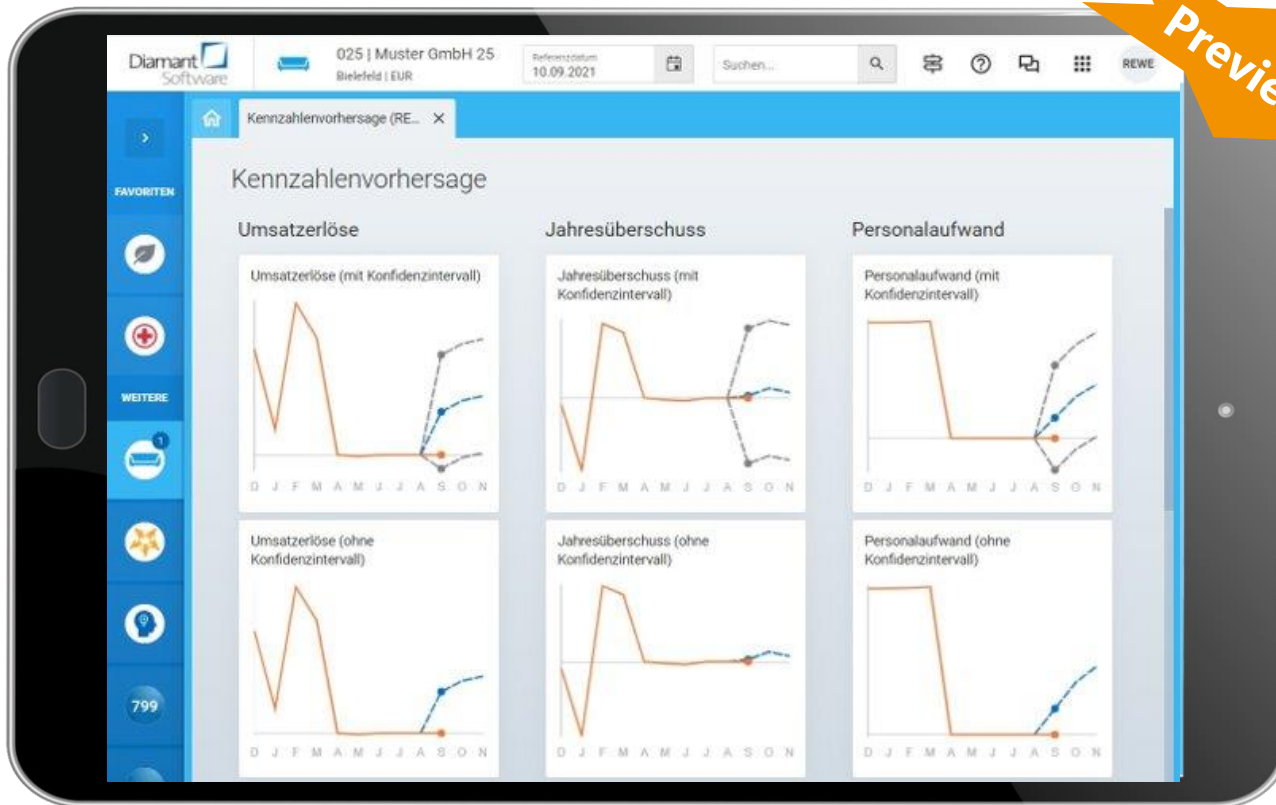 Diamant
Software
025 | Muster GmbH 25
Bielefeld | EUR
Referenzdatum
10.09.2021
Suchen...
REWE
Kennzahlenvorhersage (RE...
FAVORITEN
WEITERE
1
799
Kennzahlenvorhersage
Umsatzerlöse
Jahresüberschuss
Personalaufwand
Umsatzerlöse (mit Konfidenzintervall)
D J F M A M J J A S O N
Jahresüberschuss (mit
Konfidenzintervall)
D J F M A M J J A S O N
Personalaufwand (mit
Konfidenzintervall)
D J F M A M J J A S O N
Umsatzerlöse (ohne
Konfidenzintervall)
D J F M A M J J A S O N
Jahresüberschuss (ohne
Konfidenzintervall)
D J F M A M J J A S O N
Personalaufwand (ohne
Konfidenzintervall)
D J F M A M J J A S O N